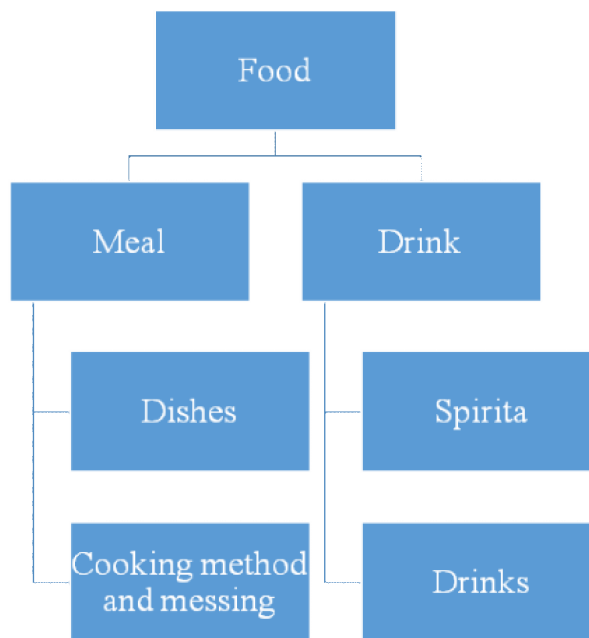 Food
Meal
Drink
Dishes
Spirita
Cooking method
and messing
Drinks